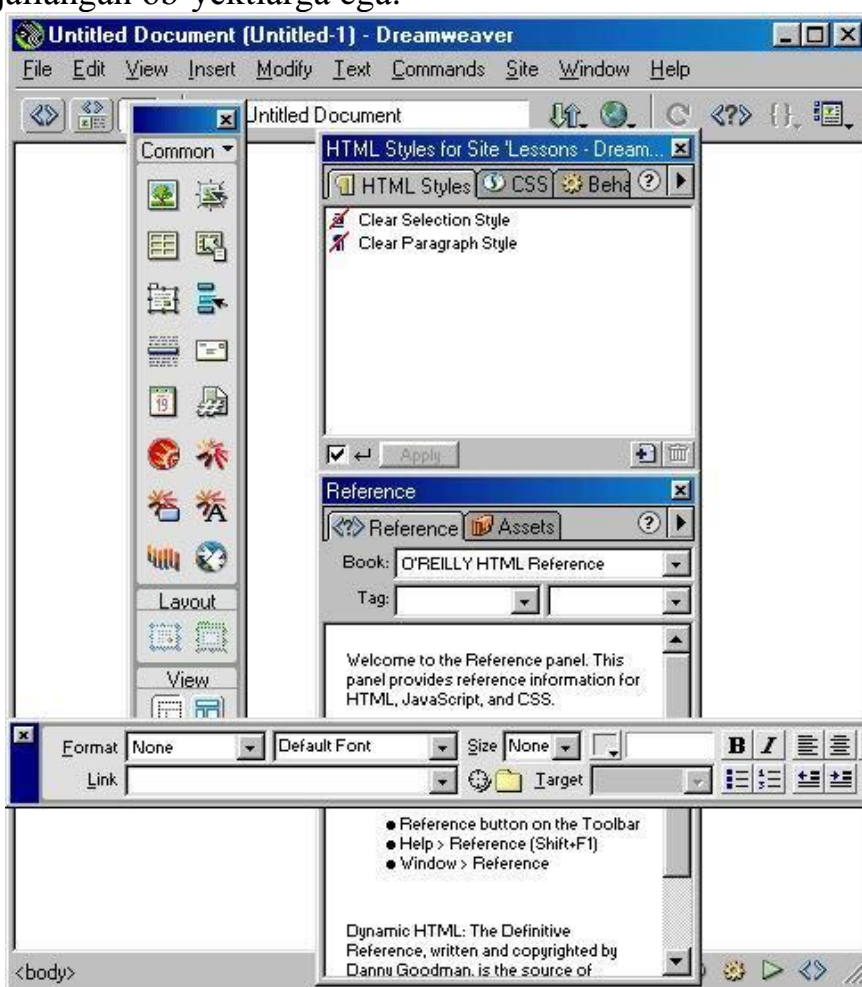 Untitled Document (Untitled-1) - Dreamweaver
File Edit View Insert Modify Text Commands Site Window Help
Untitled Document
Common
HTML Styles for Site 'Lessons - Dream...
HTML Styles CSS Beha
Clear Selection Style
Clear Paragraph Style
Apply
19
Reference
Reference Assets
Book: O'REILLY HTML Reference
Tag:
Layout
Welcome to the Reference panel. This
panel provides reference information for
HTML, JavaScript, and CSS.
View
Format None Default Font Size None B I
Link Target
Reference button on the Toolbar
Help > Reference (Shift+F1)
Window > Reference
Dynamic HTML: The Definitive
Reference, written and copyrighted by
Danny Goodman, is the source of
<body>